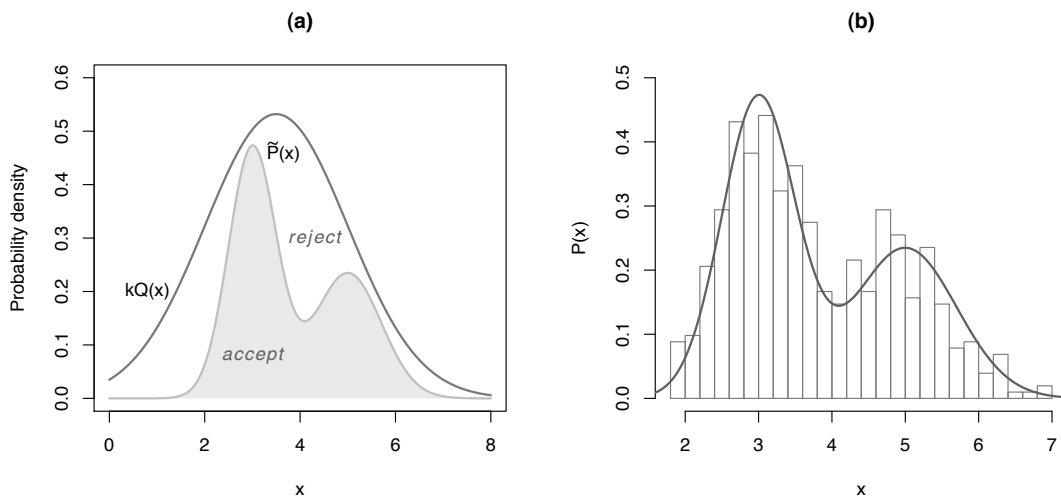 (a)
Probability density
0.0 0.1 0.2 0.3 0.4 0.5 0.6
kQ(x)
P̃(x)
reject
accept
0 2 4 6 8
x
(b)
P(x)
0.0 0.1 0.2 0.3 0.4 0.5
2 3 4 5 6 7
x